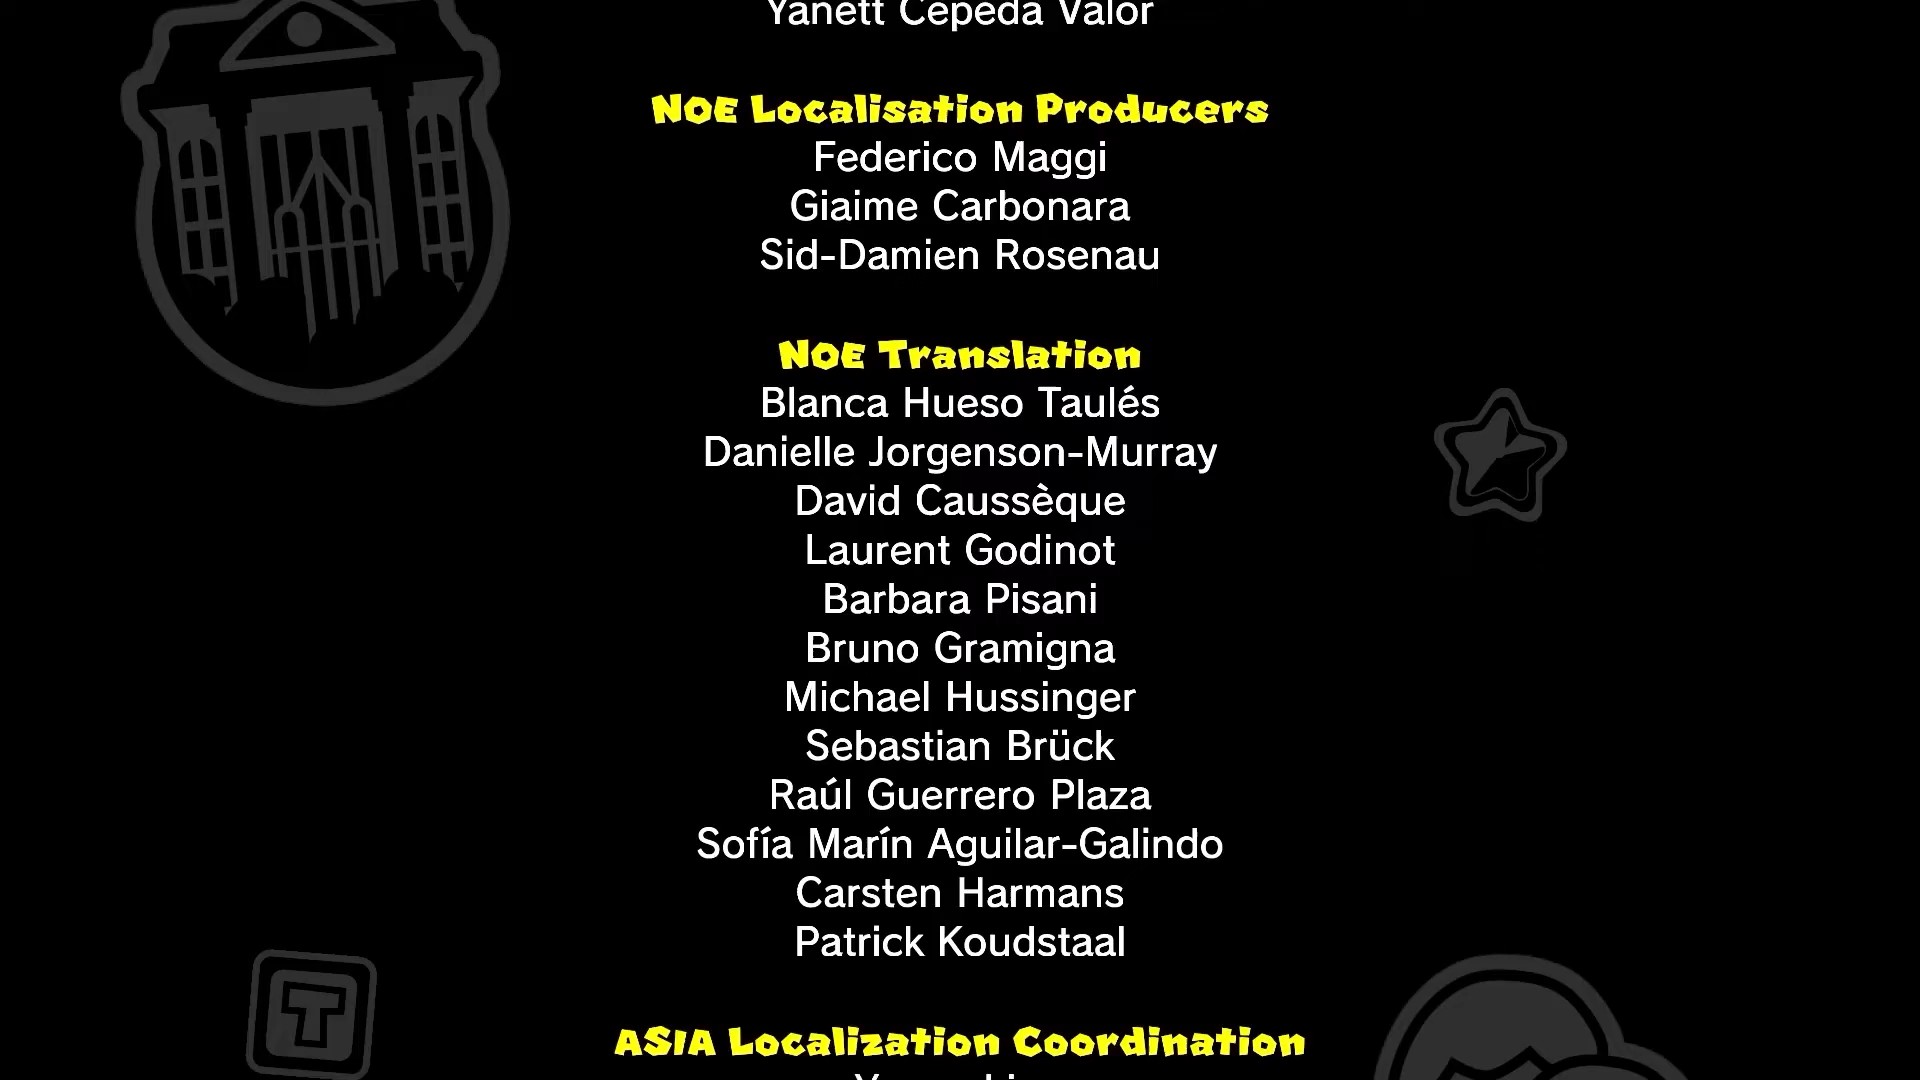 Yanett Cepeda Valor
NOE Localisation Producers
Federico Maggi
Giaime Carbonara
Sid-Damien Rosenau
NOE Translation
Blanca Hueso Taulés
Danielle Jorgenson-Murray
David Caussèque
Laurent Godinot
Barbara Pisani
Bruno Gramigna
Michael Hussinger
Sebastian Brück
Raúl Guerrero Plaza
Sofía Marín Aguilar-Galindo
Carsten Harmans
Patrick Koudstaal
T
ASIA Localization Coordination